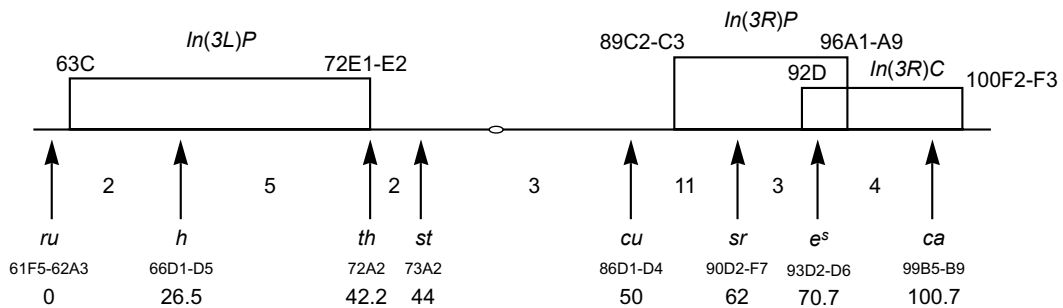 In(3L)P
In(3R)P
63C
72E1-E2
89C2-C3
96A1-A9
92D
In(3R)C
100F2-F3
2 5 2 3 11 3 4
ru h th st cu sr eˢ ca
61F5-62A3 66D1-D5 72A2 73A2 86D1-D4 90D2-F7 93D2-D6 99B5-B9
0 26.5 42.2 44 50 62 70.7 100.7